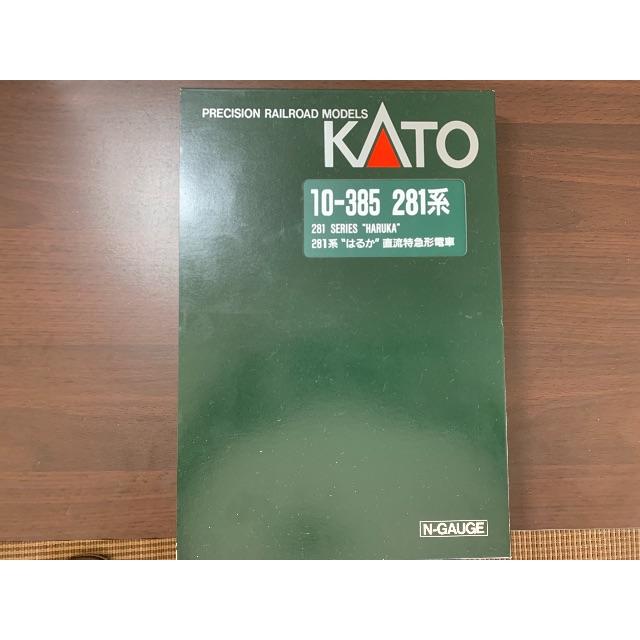 PRECISION RAILROAD MODELS
KATO
10-385 281系
281 SERIES "HARUKA"
281系 〝はるか〟 直流特急形電車
N-GAUGE